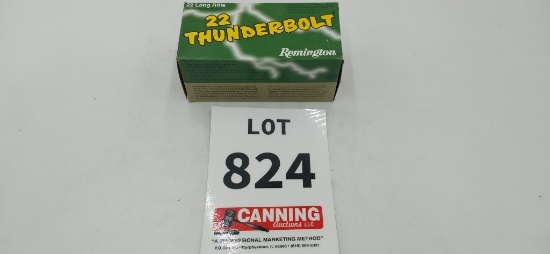 22 Long Rifle
22
THUNDERBOLT
Remington
LOT
824
CANNING
Auctions LLC
"A PROFESSIONAL MARKETING METHOD"